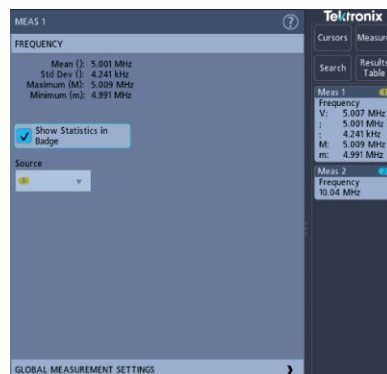 MEAS 1
?
FREQUENCY
Mean (): 5.001 MHz
Std Dev (): 4.241 kHz
Maximum (M): 5.009 MHz
Minimum (m): 4.991 MHz
Show Statistics in
Badge
Source
1
GLOBAL MEASUREMENT SETTINGS
Tektronix
Cursors
Measure
Search
Results
Table
Meas 1
Frequency
V: 5.007 MHz
: 5.001 MHz
: 4.241 kHz
M: 5.009 MHz
m: 4.991 MHz
Meas 2
Frequency
10.04 MHz